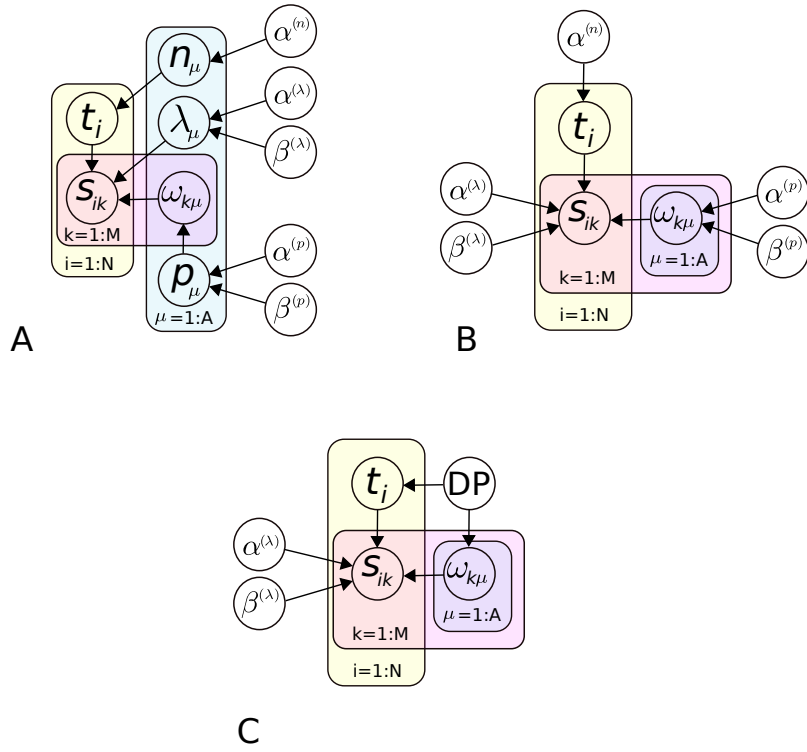 n_μ
α^(n)
t_i
λ_μ
α^(λ)
β^(λ)
s_ik
ω_kμ
k=1:M
i=1:N
p_μ
α^(p)
β^(p)
μ=1:A
A
α^(n)
t_i
α^(λ)
β^(λ)
s_ik
ω_kμ
α^(p)
β^(p)
μ=1:A
k=1:M
i=1:N
B
t_i
DP
α^(λ)
β^(λ)
s_ik
ω_kμ
μ=1:A
k=1:M
i=1:N
C